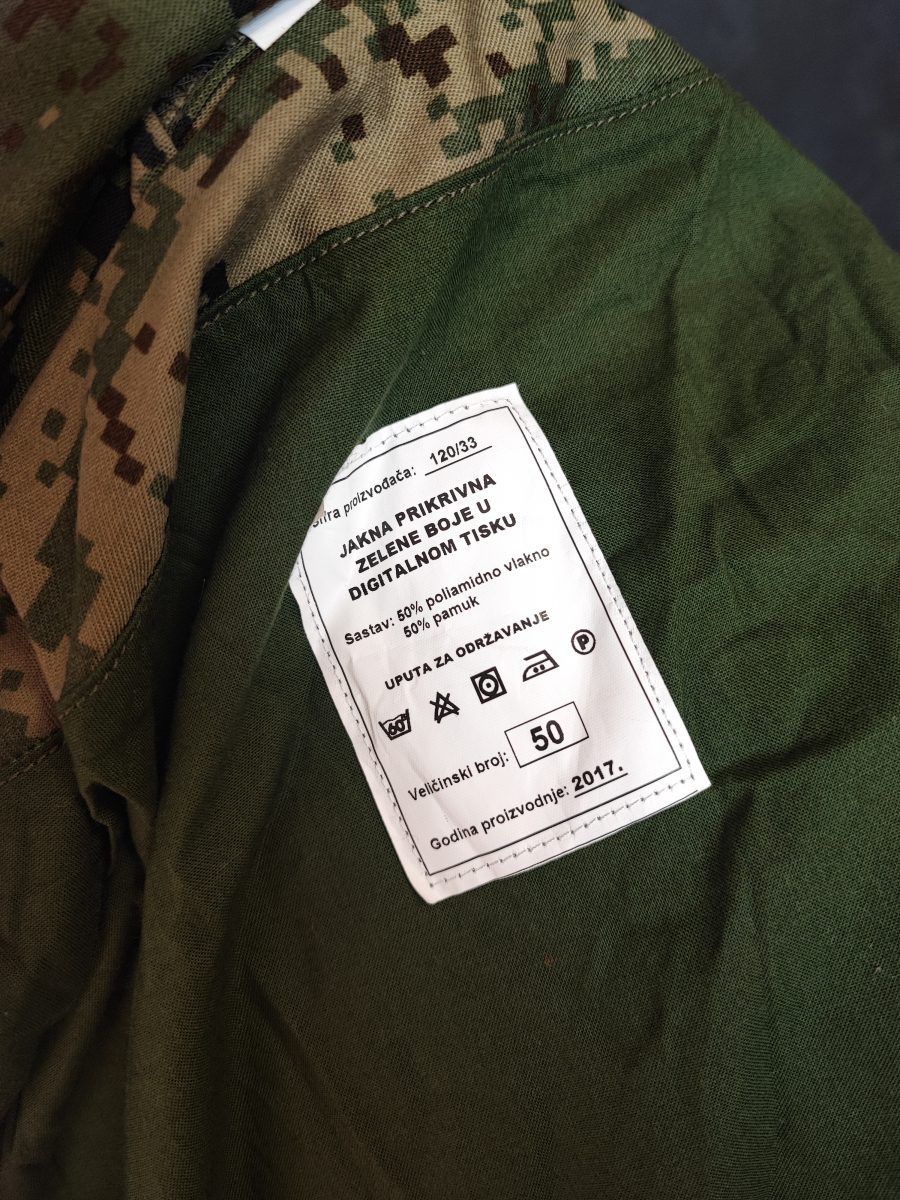 proizvođača: 120/33
JAKNA PRIKRIVNA
ZELENE BOJE U
DIGITALNOM TISKU
Sastav: 50% poliamidno vlakno
50% pamuk
UPUTA ZA ODRŽAVANJE
60° P
Veličinski broj: 50
Godina proizvodnje: 2017.